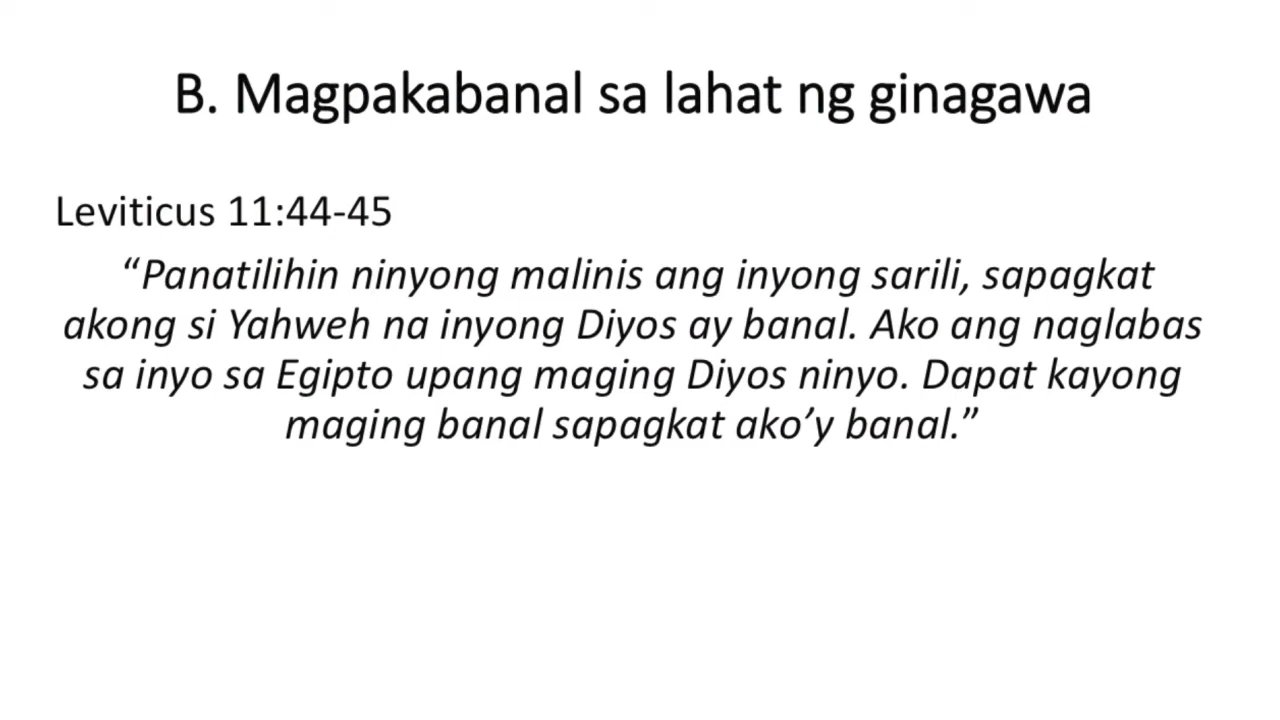 B. Magpakabanal sa lahat ng ginagawa
Leviticus 11:44-45
“Panatilihin ninyong malinis ang inyong sarili, sapagkat
akong si Yahweh na inyong Diyos ay banal. Ako ang naglabas
sa inyo sa Egipto upang maging Diyos ninyo. Dapat kayong
maging banal sapagkat ako’y banal.”